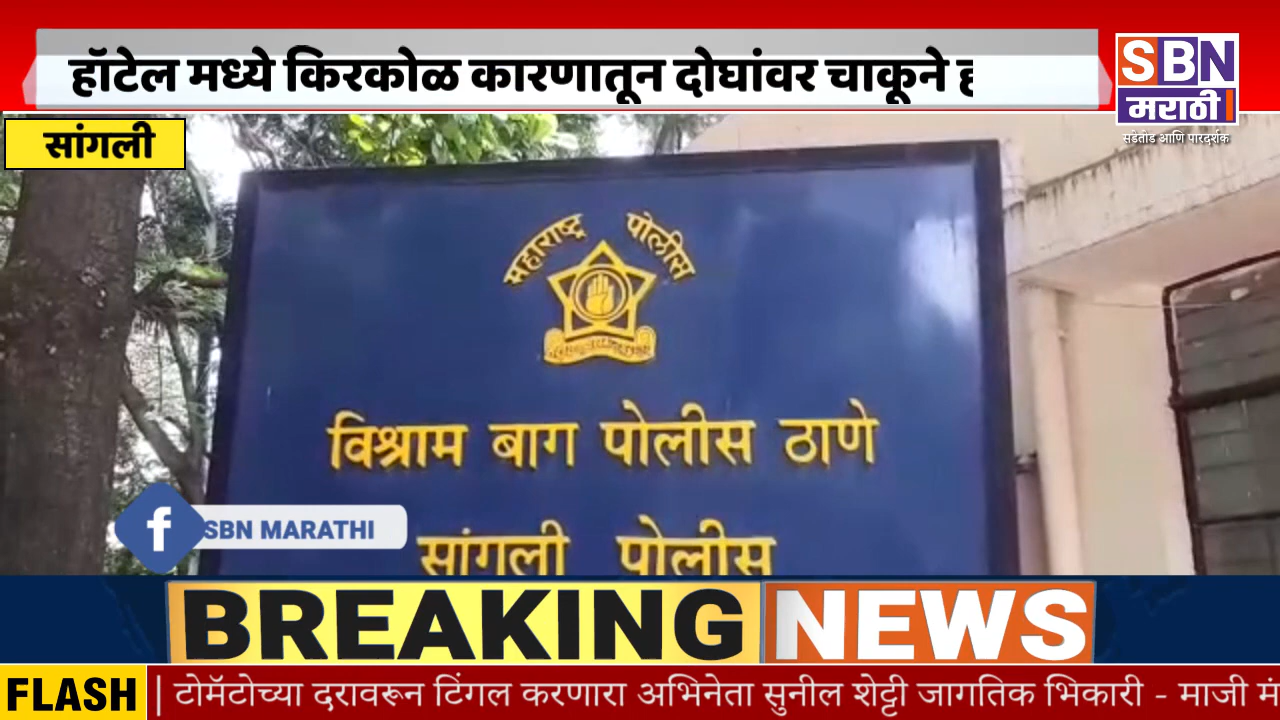 हॉटेल मध्ये किरकोळ कारणातून दोघांवर चाकूने
SBN
मराठी
सडेतोड आणि पारदर्शक
सांगली
महाराष्ट्र पोलीस
विश्राम बाग पोलीस ठाणे
सांगली पोलीस
f SBN MARATHI
BREAKING NEWS
FLASH | टोमॅटोच्या दरावरून टिंगल करणारा अभिनेता सुनील शेट्टी जागतिक भिकारी - माजी